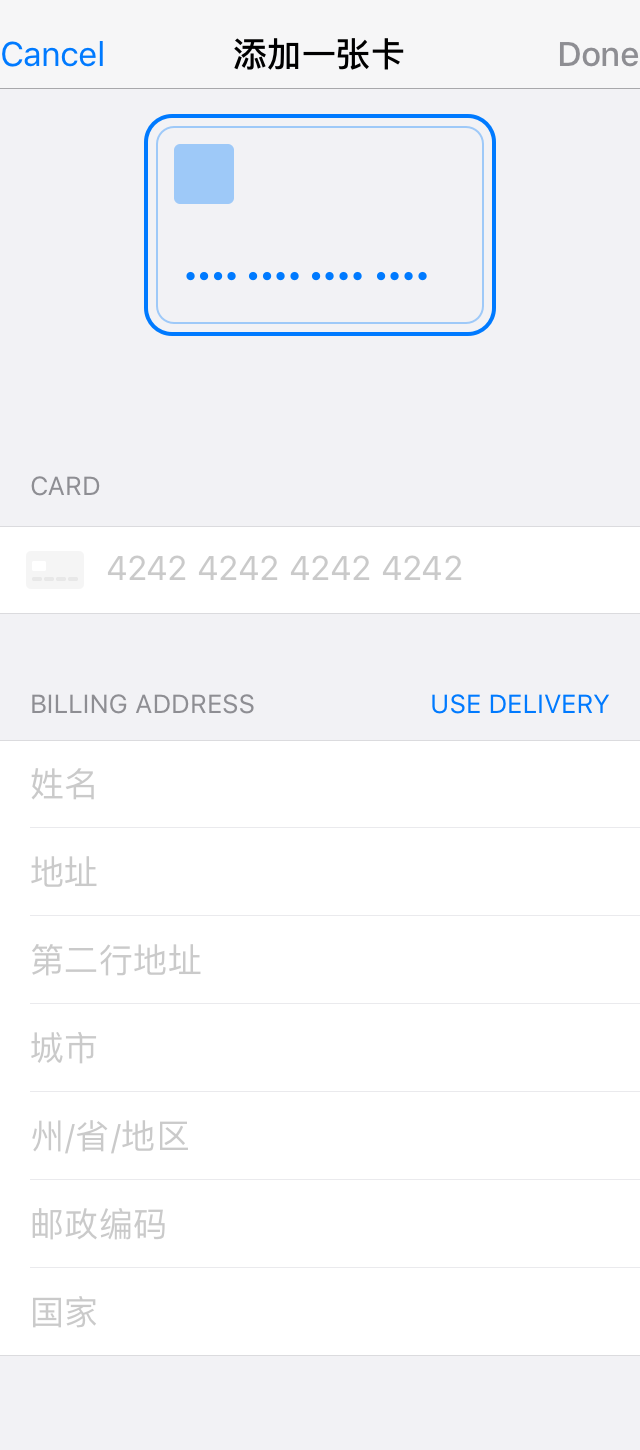 Cancel 添加一张卡 Done
•••• •••• •••• ••••
CARD
4242 4242 4242 4242
BILLING ADDRESS USE DELIVERY
姓名
地址
第二行地址
城市
州/省/地区
邮政编码
国家